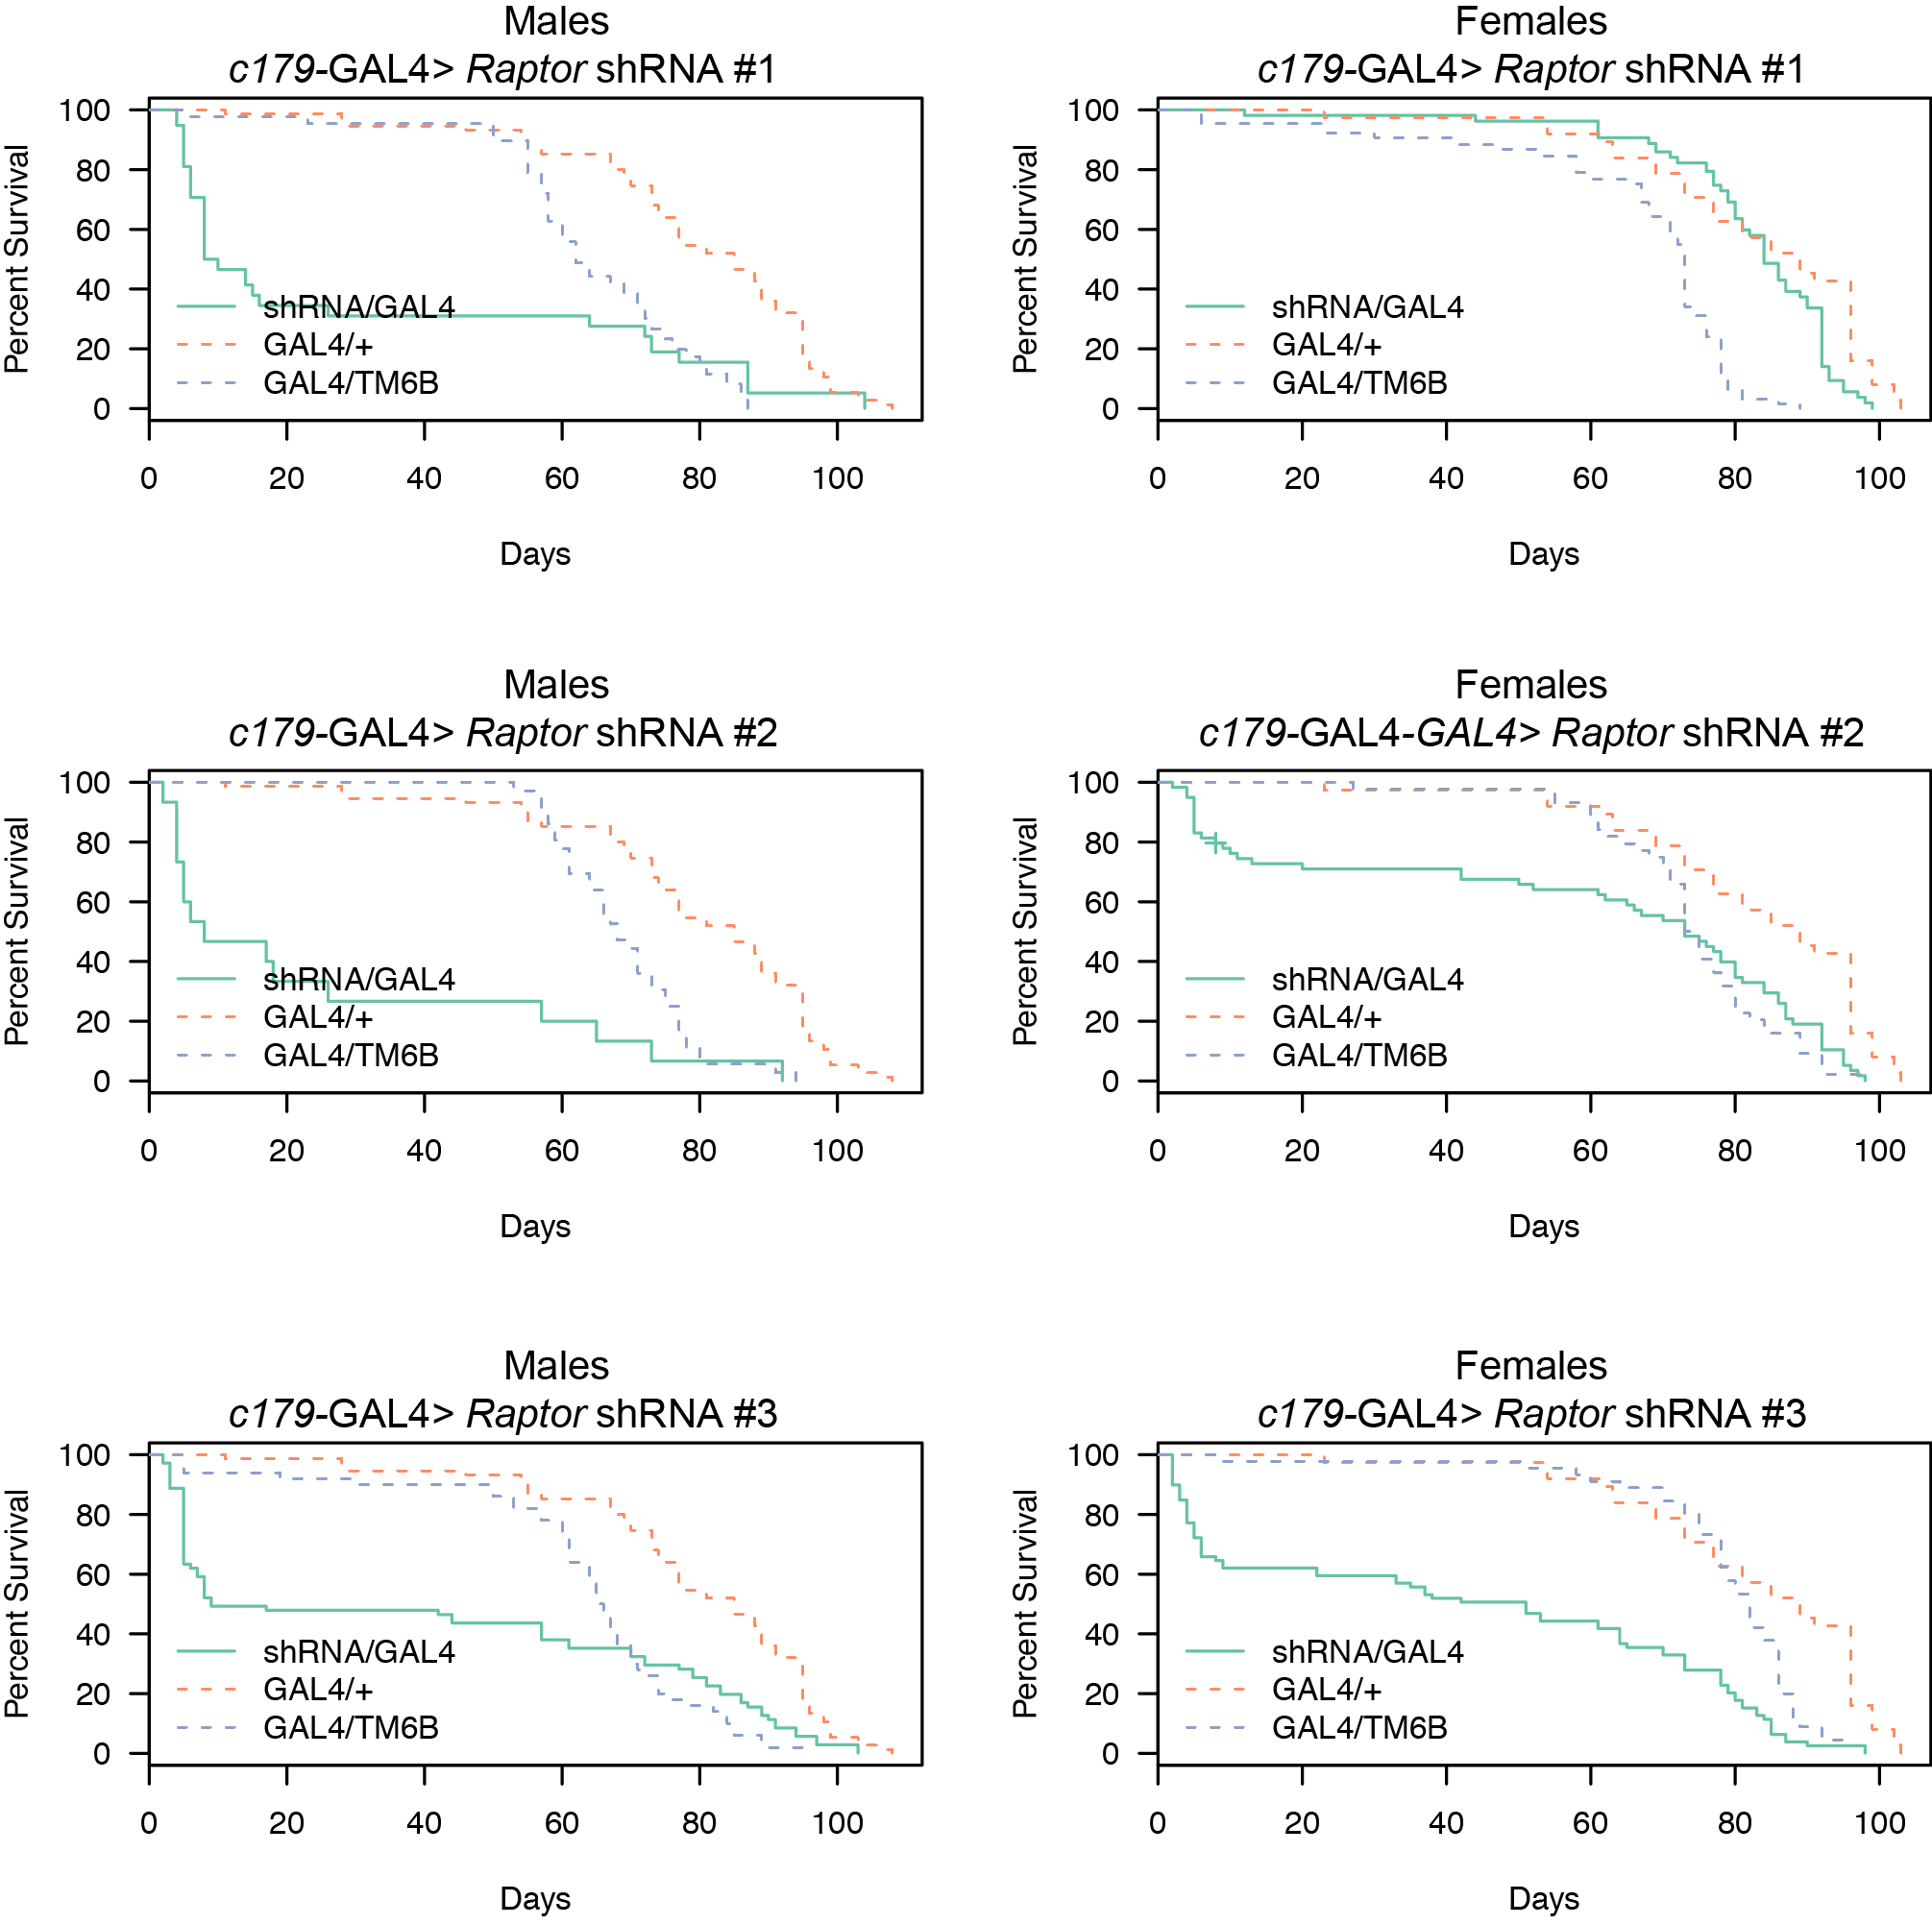 Males
c179-GAL4> Raptor shRNA #1
Percent Survival
100
80
60
40
20
0
shRNA/GAL4
GAL4/+
GAL4/TM6B
0 20 40 60 80 100
Days
Females
c179-GAL4> Raptor shRNA #1
Percent Survival
100
80
60
40
20
0
shRNA/GAL4
GAL4/+
GAL4/TM6B
0 20 40 60 80 100
Days
Males
c179-GAL4> Raptor shRNA #2
Percent Survival
100
80
60
40
20
0
shRNA/GAL4
GAL4/+
GAL4/TM6B
0 20 40 60 80 100
Days
Females
c179-GAL4-GAL4> Raptor shRNA #2
Percent Survival
100
80
60
40
20
0
shRNA/GAL4
GAL4/+
GAL4/TM6B
0 20 40 60 80 100
Days
Males
c179-GAL4> Raptor shRNA #3
Percent Survival
100
80
60
40
20
0
shRNA/GAL4
GAL4/+
GAL4/TM6B
0 20 40 60 80 100
Days
Females
c179-GAL4> Raptor shRNA #3
Percent Survival
100
80
60
40
20
0
shRNA/GAL4
GAL4/+
GAL4/TM6B
0 20 40 60 80 100
Days